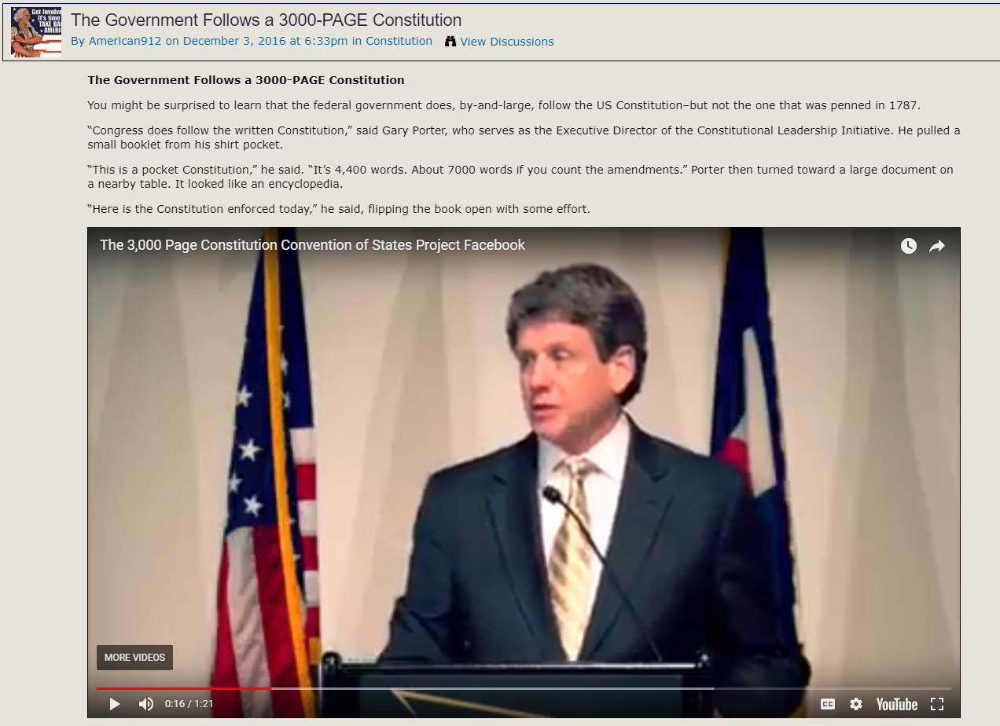 Get Involve
It's time
TAKE BA
AMERI
The Government Follows a 3000-PAGE Constitution
By American912 on December 3, 2016 at 6:33pm in Constitution View Discussions
The Government Follows a 3000-PAGE Constitution
You might be surprised to learn that the federal government does, by-and-large, follow the US Constitution–but not the one that was penned in 1787.
“Congress does follow the written Constitution,” said Gary Porter, who serves as the Executive Director of the Constitutional Leadership Initiative. He pulled a
small booklet from his shirt pocket.
“This is a pocket Constitution,” he said. “It’s 4,400 words. About 7000 words if you count the amendments.” Porter then turned toward a large document on
a nearby table. It looked like an encyclopedia.
“Here is the Constitution enforced today,” he said, flipping the book open with some effort.
The 3,000 Page Constitution Convention of States Project Facebook
MORE VIDEOS
0:16 / 1:21
CC
YouTube